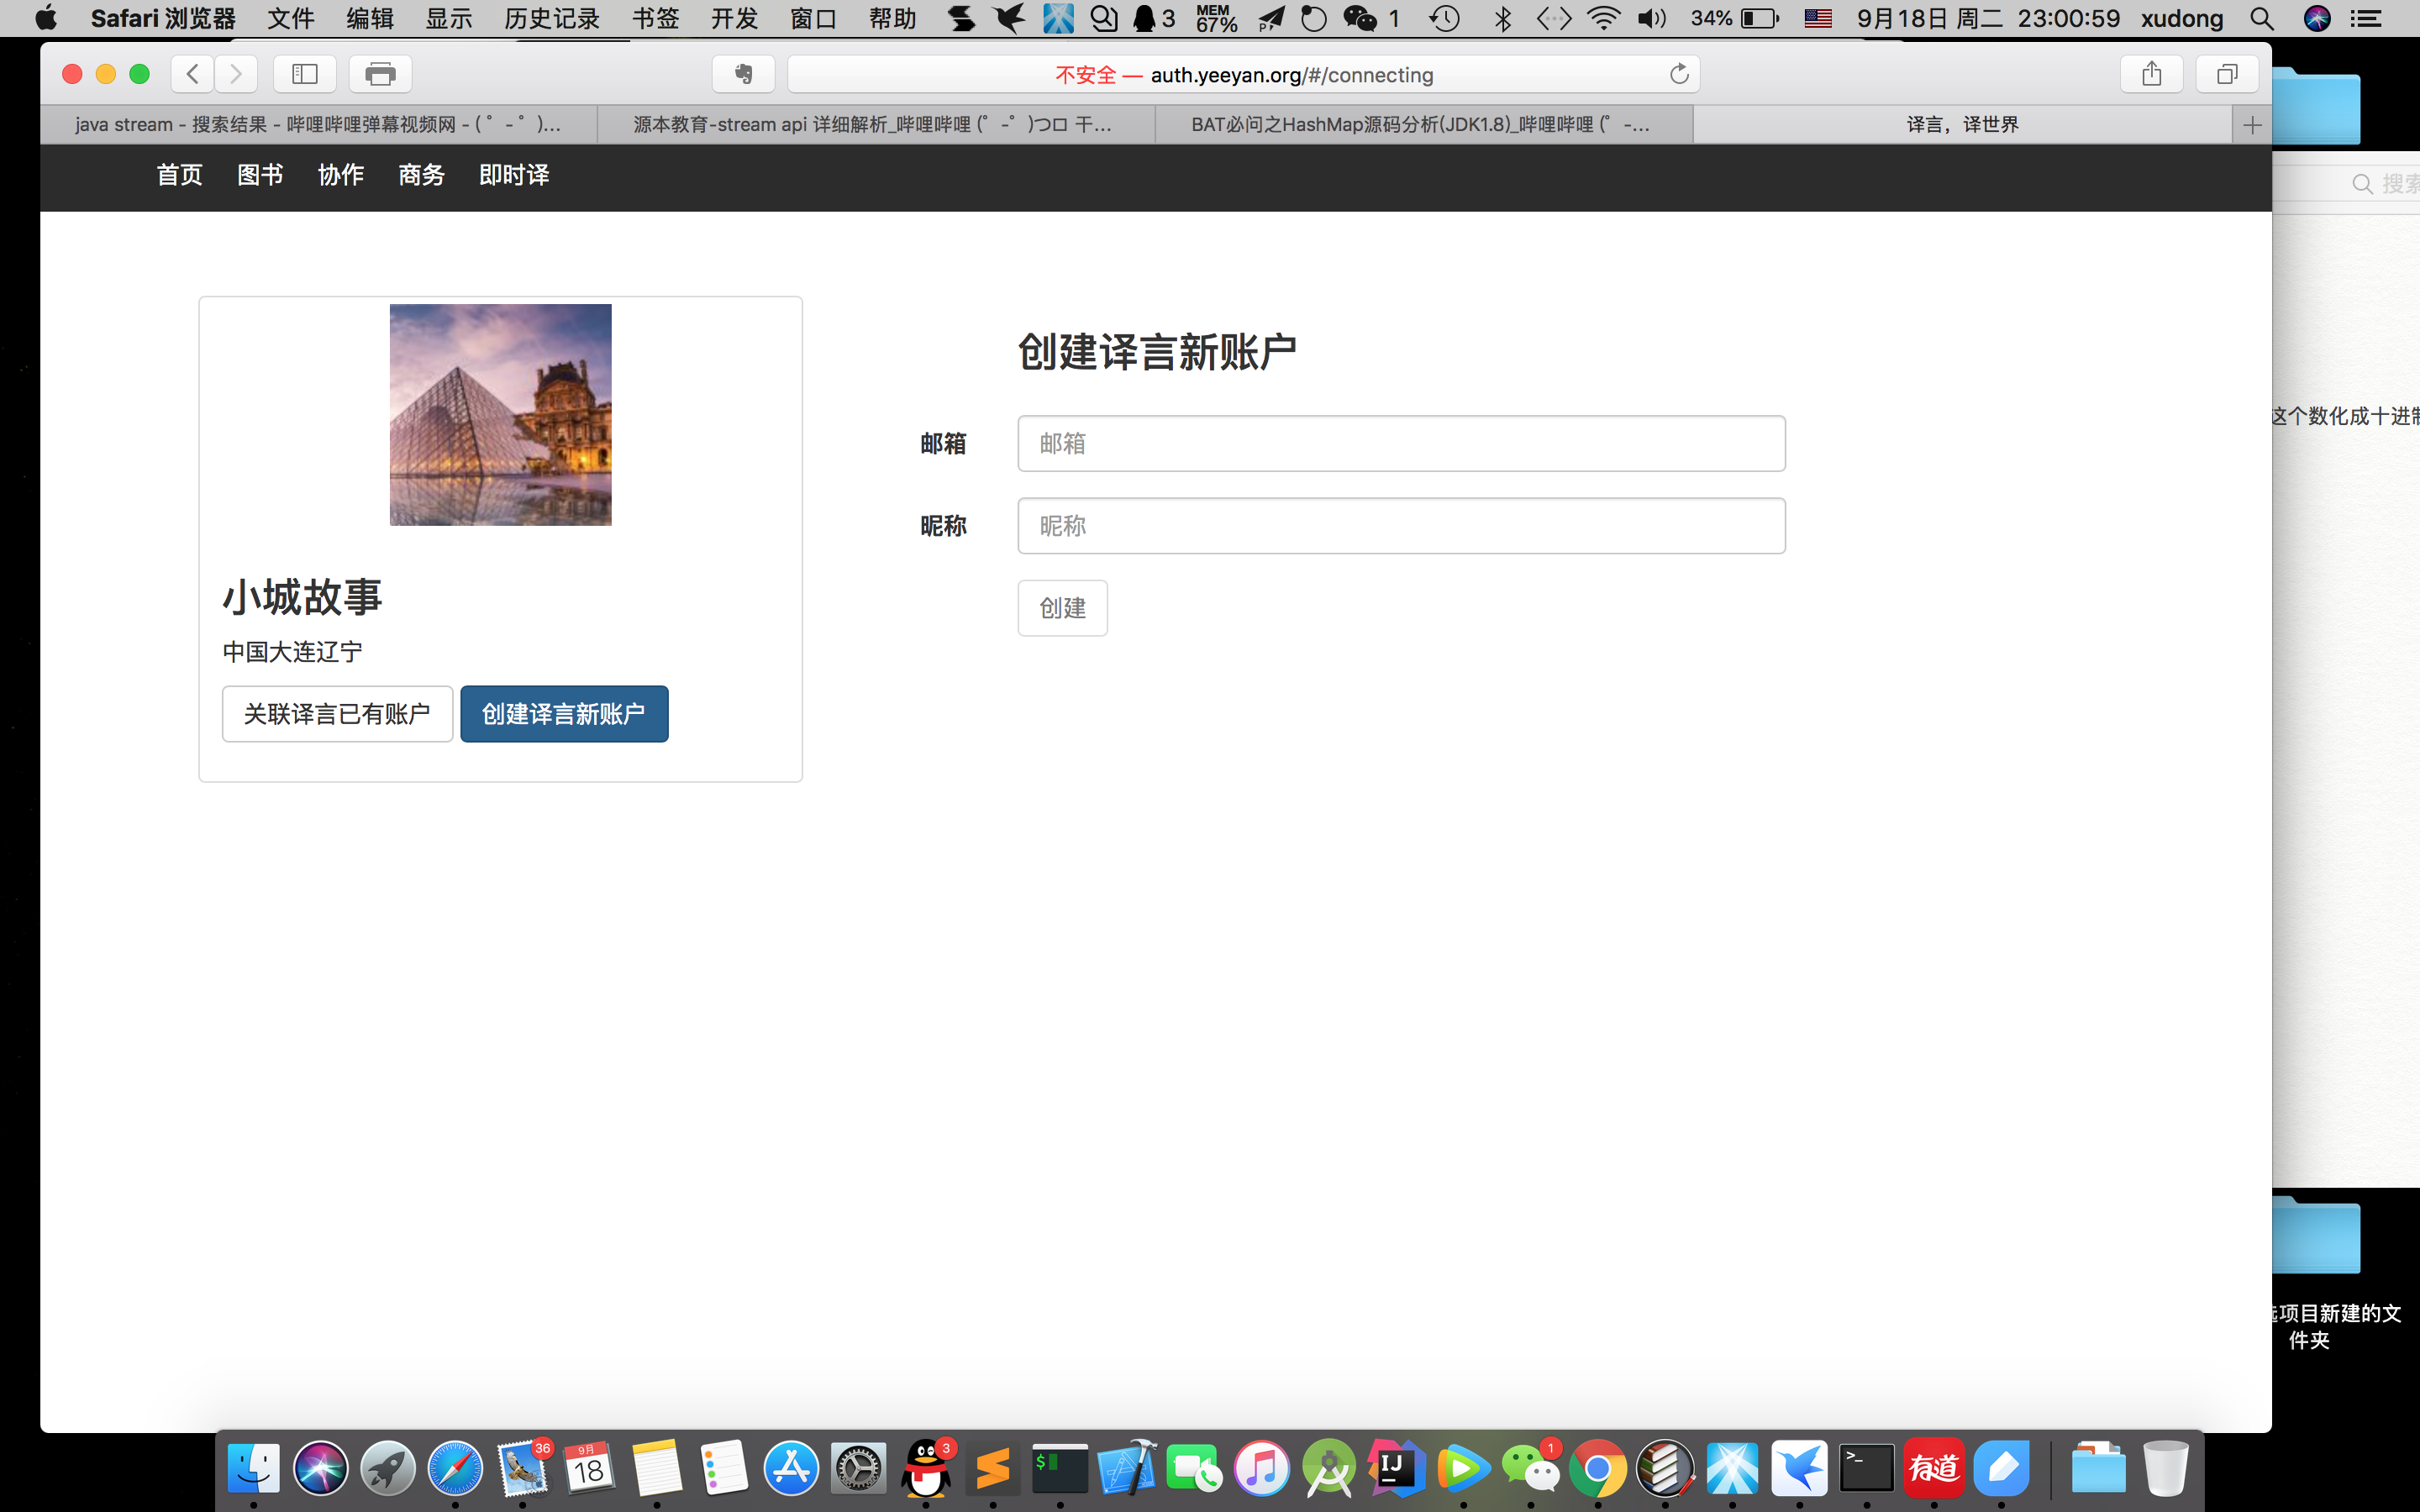 Safari 浏览器 文件 编辑 显示 历史记录 书签 开发 窗口 帮助 3 MEM 67% 1 34% 9月18日 周二 23:00:59 xudong
不安全 — auth.yeeyan.org/#/connecting
java stream - 搜索结果 - 哔哩哔哩弹幕视频网 - ( ゜- ゜)...
源本教育-stream api 详细解析_哔哩哔哩 (゜-゜)つロ 干...
BAT必问之HashMap源码分析(JDK1.8)_哔哩哔哩 (゜-...
译言，译世界
首页 图书 协作 商务 即时译
搜索
创建译言新账户
邮箱 邮箱
昵称 昵称
创建
小城故事
中国大连辽宁
关联译言已有账户 创建译言新账户
这个数化成十进制
项目新建的文
件夹
36
9月
18
3
$
IJ
1
>_
有道